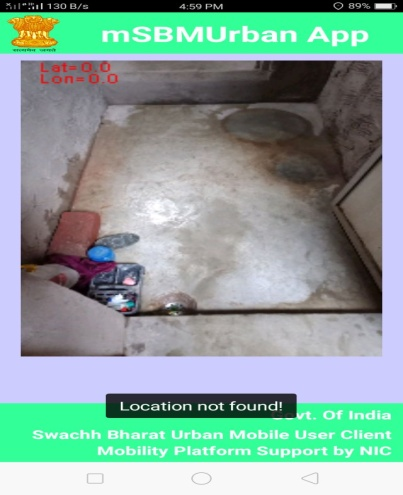 130 B/s 4:59 PM 89%
mSBMUrban App
Lat=0.0
Lon=0.0
Location not found!
Govt. Of India
Swachh Bharat Urban Mobile User Client
Mobility Platform Support by NIC